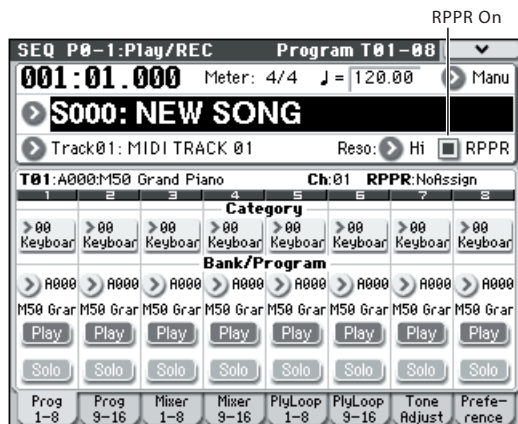 RPPR On
SEQ P0-1:Play/REC Program T01-08
001:01.000 Meter: 4/4 ♩= 120.00 Manu
S000: NEW SONG
Track01: MIDI TRACK 01 Reso: Hi RPPR
T01:A000:M50 Grand Piano Ch:01 RPPR:NoAssign
1 2 3 4 5 6 7 8
Category
>00 >00 >00 >00 >00 >00 >00 >00
Keyboar Keyboar Keyboar Keyboar Keyboar Keyboar Keyboar Keyboar
Bank/Program
A000 A000 A000 A000 A000 A000 A000 A000
M50 Grar M50 Grar M50 Grar M50 Grar M50 Grar M50 Grar M50 Grar M50 Grar
Play Play Play Play Play Play Play Play
Solo Solo Solo Solo Solo Solo Solo Solo
Prog Prog Mixer Mixer PlyLoop PlyLoop Tone Prefe-
1-8 9-16 1-8 9-16 1-8 9-16 Adjust rence